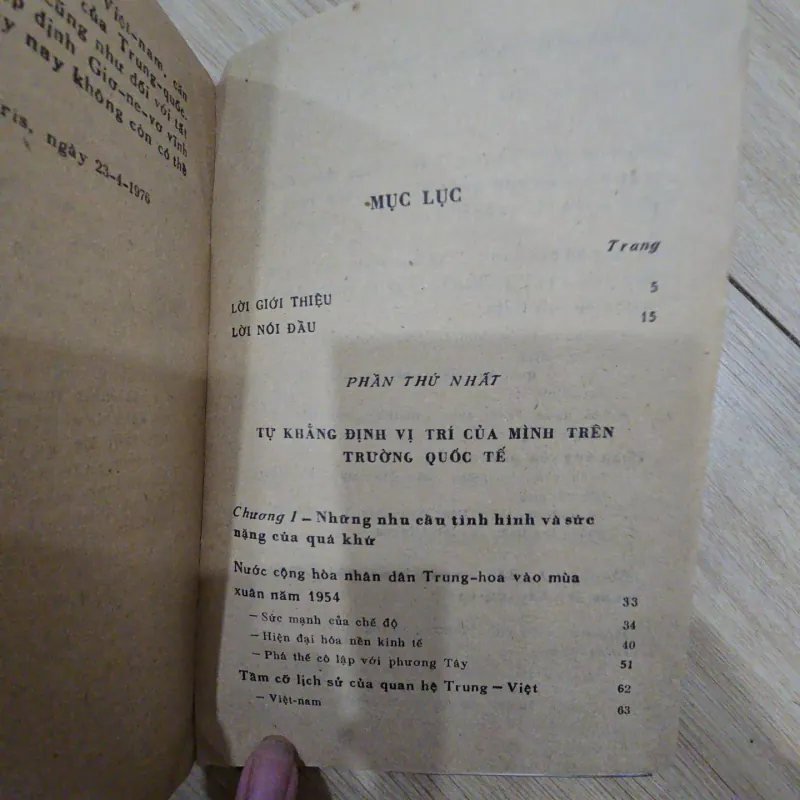 Việt-nam, căn
của Trung-quốc.
cũng như đối với tất
p định Giơ-ne-vơ vĩnh
y nay không còn có thể
ris, ngày 23-4-1976
MỤC LỤC
Trang
LỜI GIỚI THIỆU 5
LỜI NÓI ĐẦU 15
PHẦN THỨ NHẤT
TỰ KHẲNG ĐỊNH VỊ TRÍ CỦA MÌNH TRÊN
TRƯỜNG QUỐC TẾ
Chương I – Những nhu cầu tình hình và sức
nặng của quá khứ
Nước cộng hòa nhân dân Trung-hoa vào mùa
xuân năm 1954 33
– Sức mạnh của chế độ 34
– Hiện đại hóa nền kinh tế 40
– Phá thế cô lập với phương Tây 51
Tầm cỡ lịch sử của quan hệ Trung – Việt 62
– Việt-nam 63